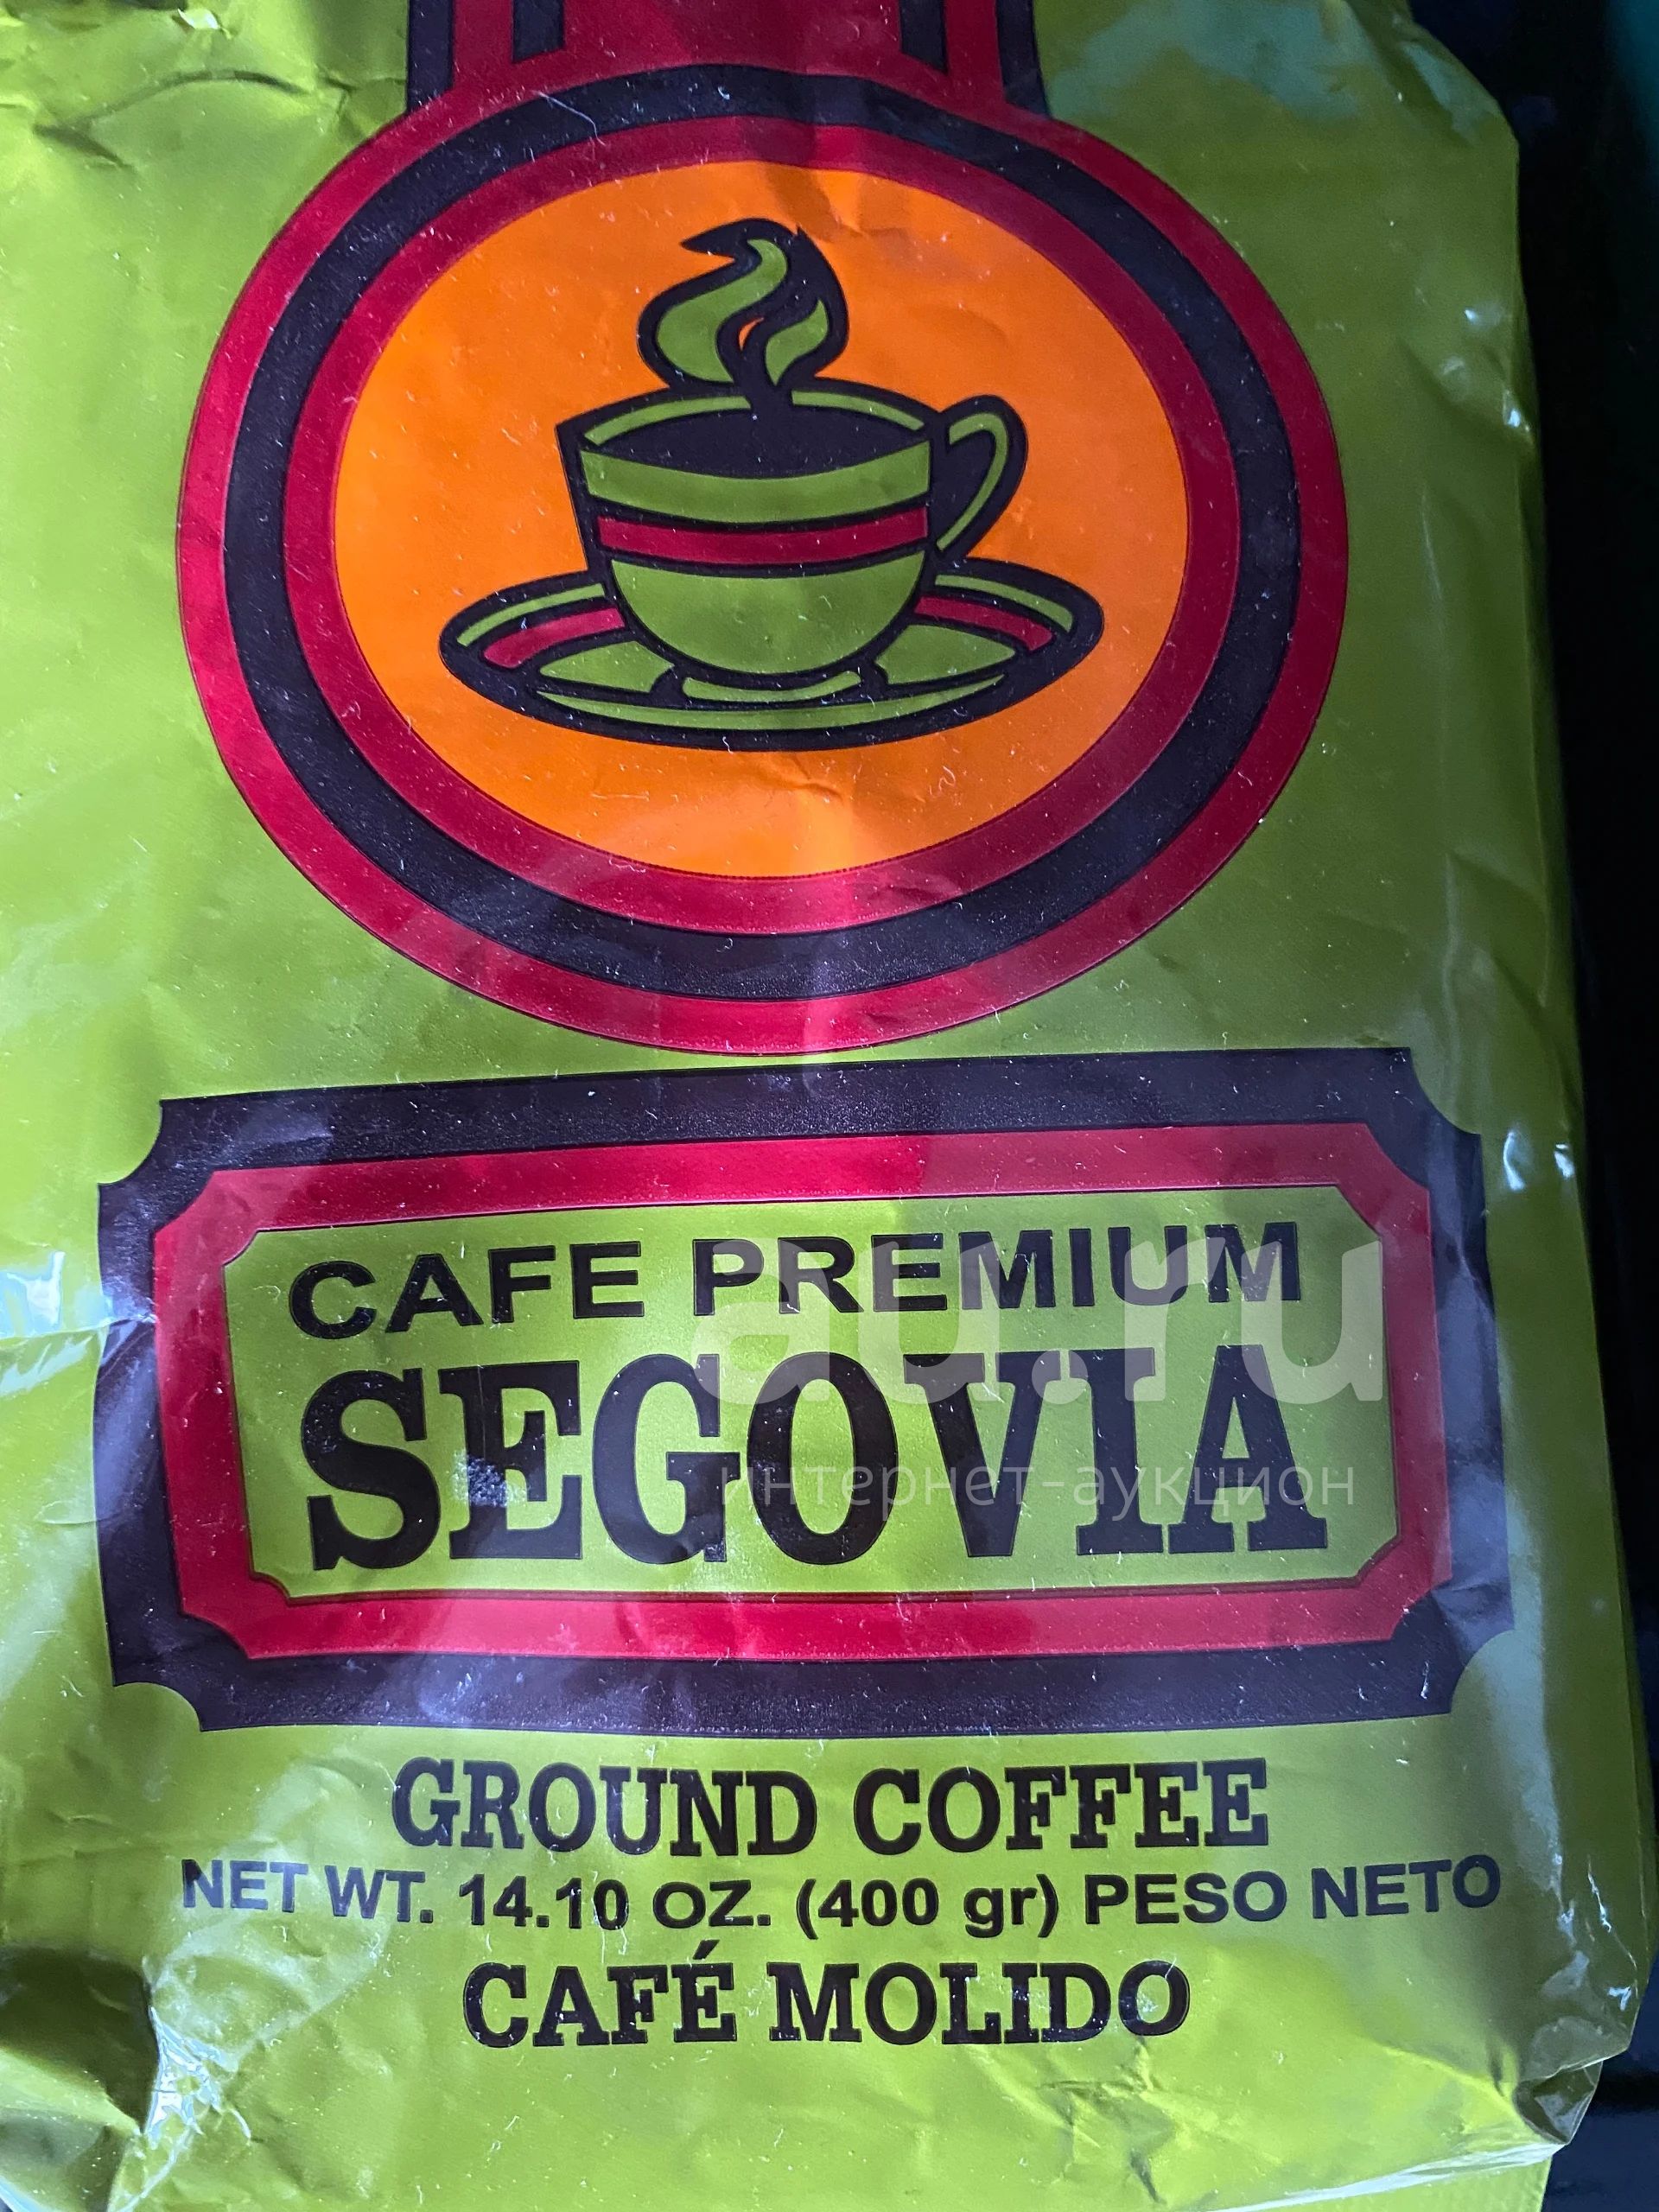 CAFE PREMIUM
SEGOVIA
au.ru
интернет-аукцион
GROUND COFFEE
NET WT. 14.10 OZ. (400 gr) PESO NETO
CAFÉ MOLIDO